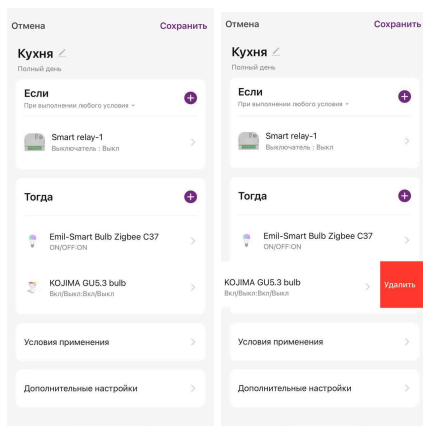 Отмена
Сохранить
Кухня
Полный день
Если
При выполнении любого условия
Smart relay-1
Выключатель : Выкл
Тогда
Emil-Smart Bulb Zigbee C37
ON/OFF:ON
KOJIMA GU5.3 bulb
Вкл/Выкл:Вкл/Выкл
Условия применения
Дополнительные настройки
Отмена
Сохранить
Кухня
Полный день
Если
При выполнении любого условия
Smart relay-1
Выключатель : Выкл
Тогда
Emil-Smart Bulb Zigbee C37
ON/OFF:ON
KOJIMA GU5.3 bulb
Вкл/Выкл:Вкл/Выкл
Удалить
Условия применения
Дополнительные настройки